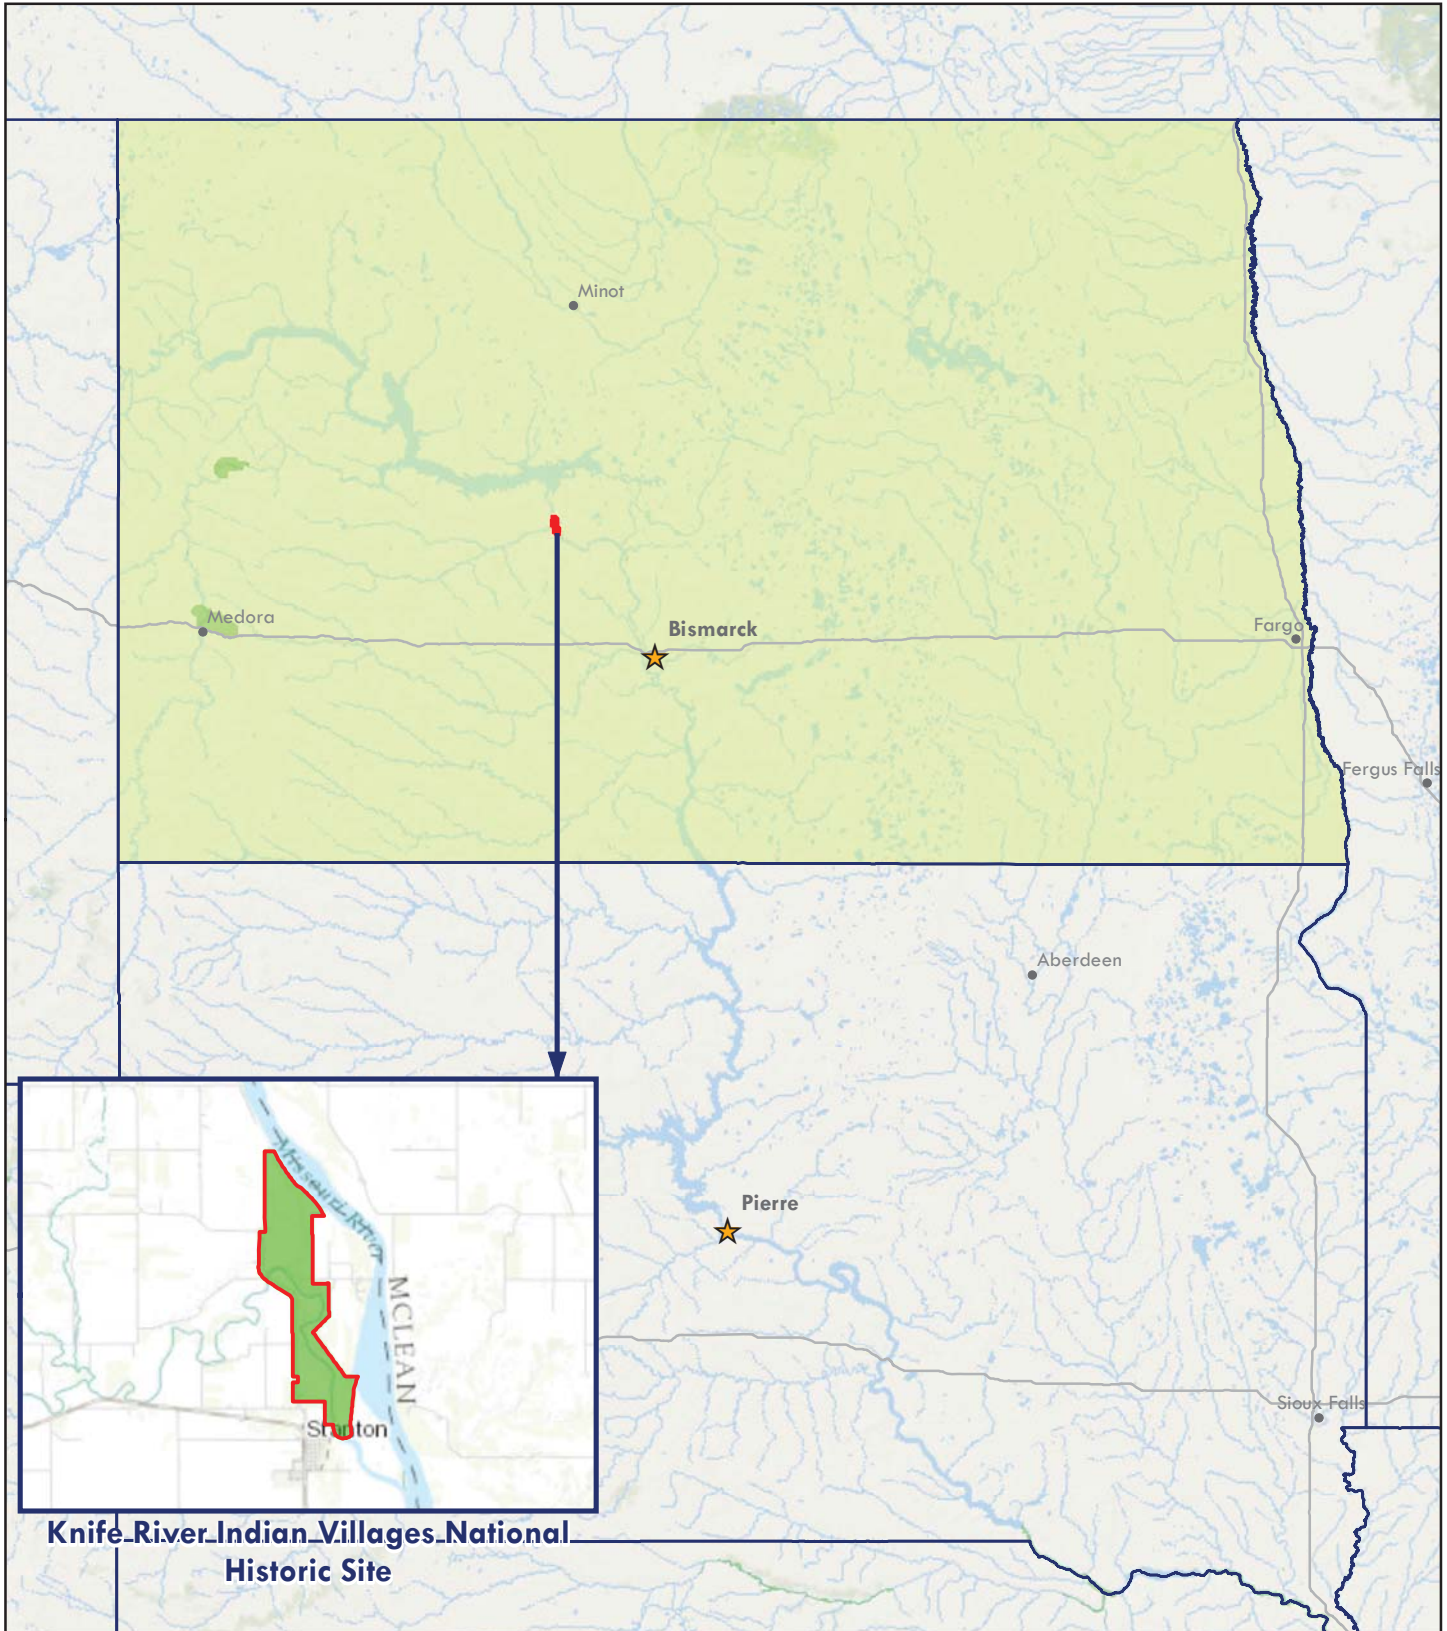 Minot
Medora
Bismarck
Fargo
Fergus Falls
Aberdeen
Pierre
Sioux Falls
Missouri River
MCLEAN
Stanton
Knife River Indian Villages National
Historic Site